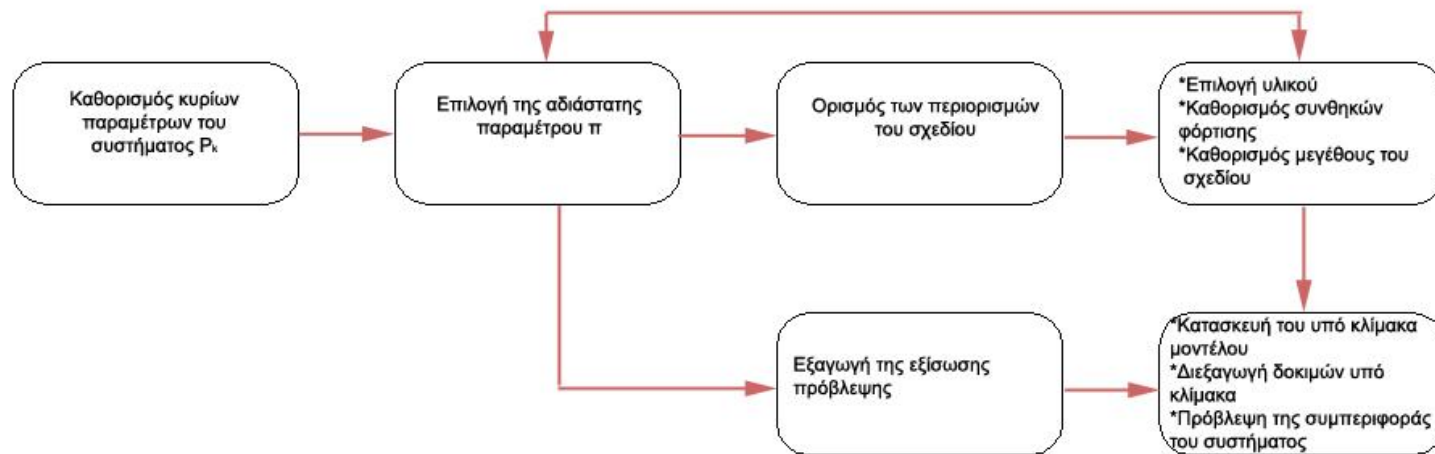 Καθορισμός κυρίων
παραμέτρων του
συστήματος Pₖ
Επιλογή της αδιάστατης
παραμέτρου π
Ορισμός των περιορισμών
του σχεδίου
*Επιλογή υλικού
*Καθορισμός συνθηκών
φόρτισης
*Καθορισμός μεγέθους του
σχεδίου
Εξαγωγή της εξίσωσης
πρόβλεψης
*Κατασκευή του υπό κλίμακα
μοντέλου
*Διεξαγωγή δοκιμών υπό
κλίμακα
*Πρόβλεψη της συμπεριφοράς
του συστήματος